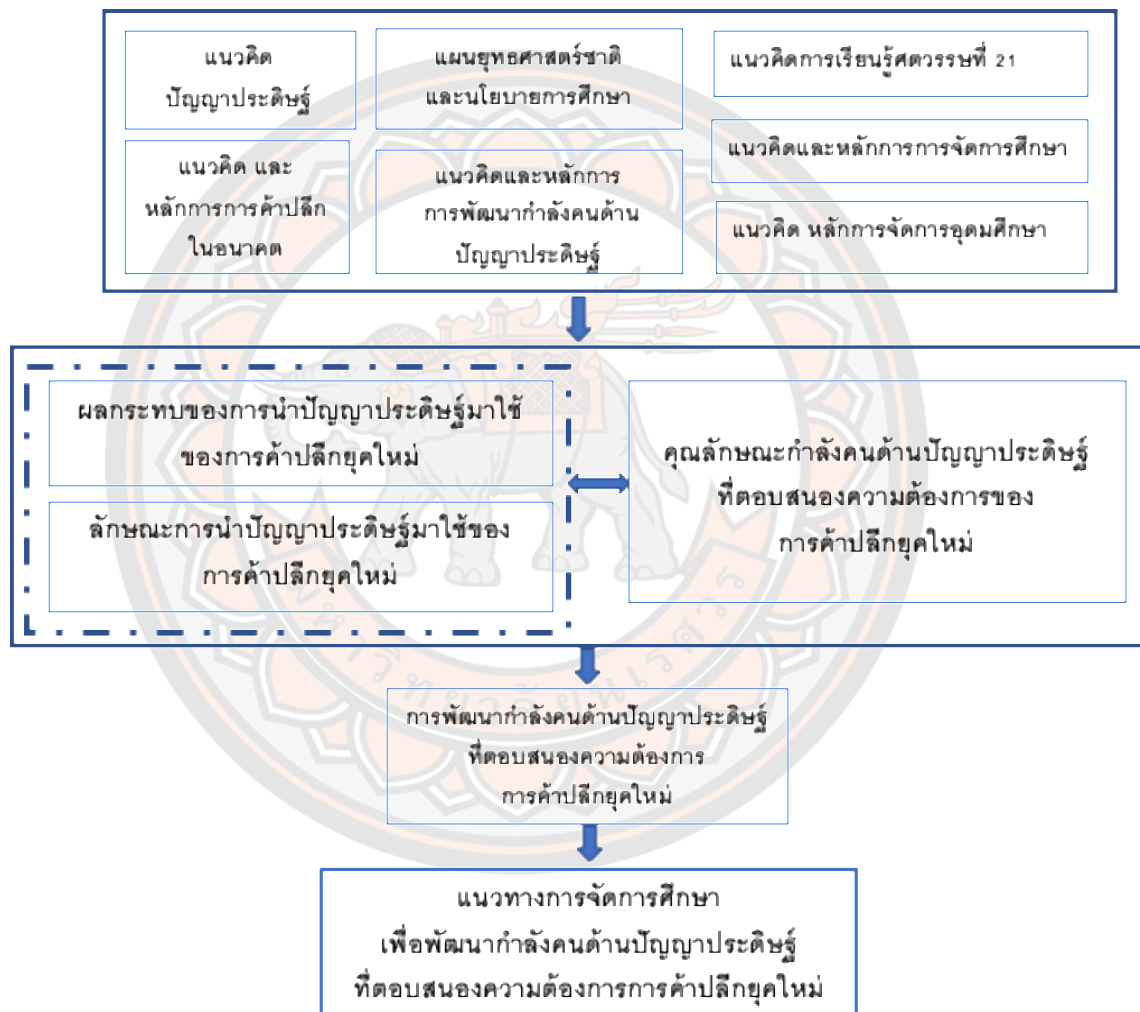 แนวคิด
ปัญญาประดิษฐ์
แผนยุทธศาสตร์ชาติ
และนโยบายการศึกษา
แนวคิดการเรียนรู้ศตวรรษที่ 21
แนวคิด และ
หลักการการค้าปลีก
ในอนาคต
แนวคิดและหลักการ
การพัฒนากำลังคนด้าน
ปัญญาประดิษฐ์
แนวคิดและหลักการการจัดการศึกษา
แนวคิด หลักการจัดการอุดมศึกษา
ผลกระทบของการนำปัญญาประดิษฐ์มาใช้
ของการค้าปลีกยุคใหม่
ลักษณะการนำปัญญาประดิษฐ์มาใช้ของ
การค้าปลีกยุคใหม่
คุณลักษณะกำลังคนด้านปัญญาประดิษฐ์
ที่ตอบสนองความต้องการของ
การค้าปลีกยุคใหม่
มหาวิทยาลัยนเรศวร
การพัฒนากำลังคนด้านปัญญาประดิษฐ์
ที่ตอบสนองความต้องการ
การค้าปลีกยุคใหม่
แนวทางการจัดการศึกษา
เพื่อพัฒนากำลังคนด้านปัญญาประดิษฐ์
ที่ตอบสนองความต้องการการค้าปลีกยุคใหม่